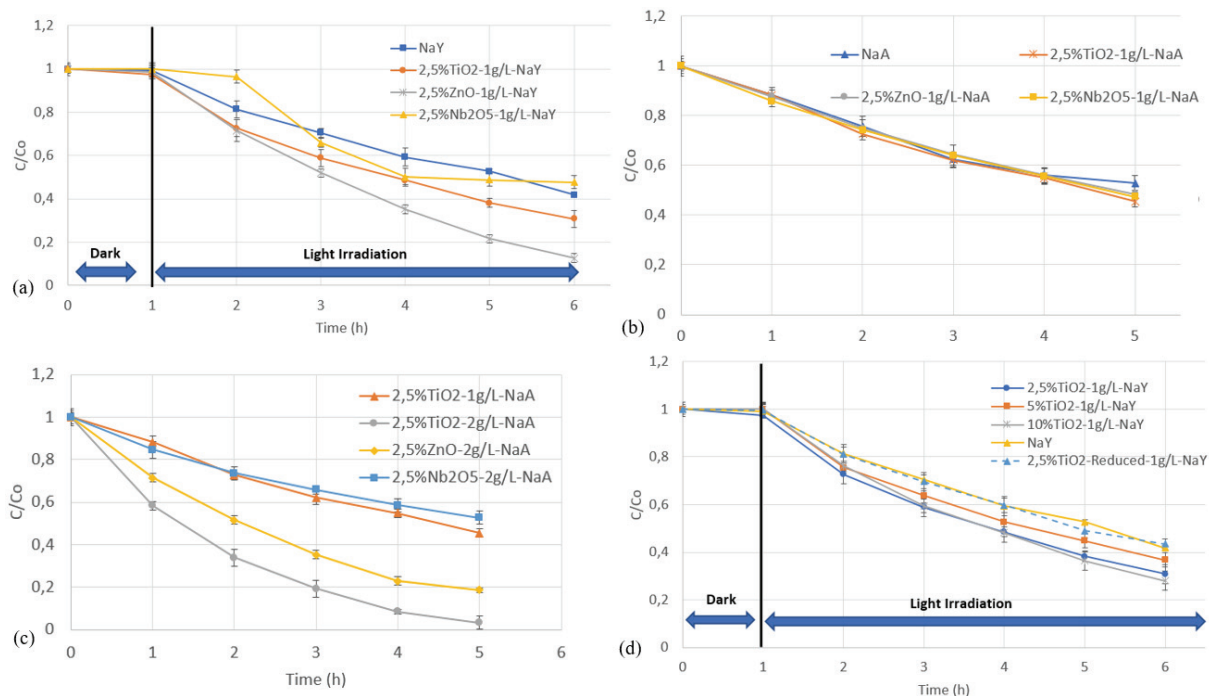 1,2
1
0,8
0,6
0,4
0,2
0
C/Co
NaY
2,5%TiO2-1g/L-NaY
2,5%ZnO-1g/L-NaY
2,5%Nb2O5-1g/L-NaY
Dark
Light Irradiation
(a)
0 1 2 3 4 5 6
Time (h)
1,2
1
0,8
0,6
0,4
0,2
0
C/Co
NaA
2,5%TiO2-1g/L-NaA
2,5%ZnO-1g/L-NaA
2,5%Nb2O5-1g/L-NaA
(b)
0 1 2 3 4 5
Time (h)
1,2
1
0,8
0,6
0,4
0,2
0
C/Co
2,5%TiO2-1g/L-NaA
2,5%TiO2-2g/L-NaA
2,5%ZnO-2g/L-NaA
2,5%Nb2O5-2g/L-NaA
(c)
0 1 2 3 4 5 6
Time (h)
1,2
1
0,8
0,6
0,4
0,2
0
C/Co
2,5%TiO2-1g/L-NaY
5%TiO2-1g/L-NaY
10%TiO2-1g/L-NaY
NaY
2,5%TiO2-Reduced-1g/L-NaY
Dark
Light Irradiation
(d)
0 1 2 3 4 5 6
Time (h)